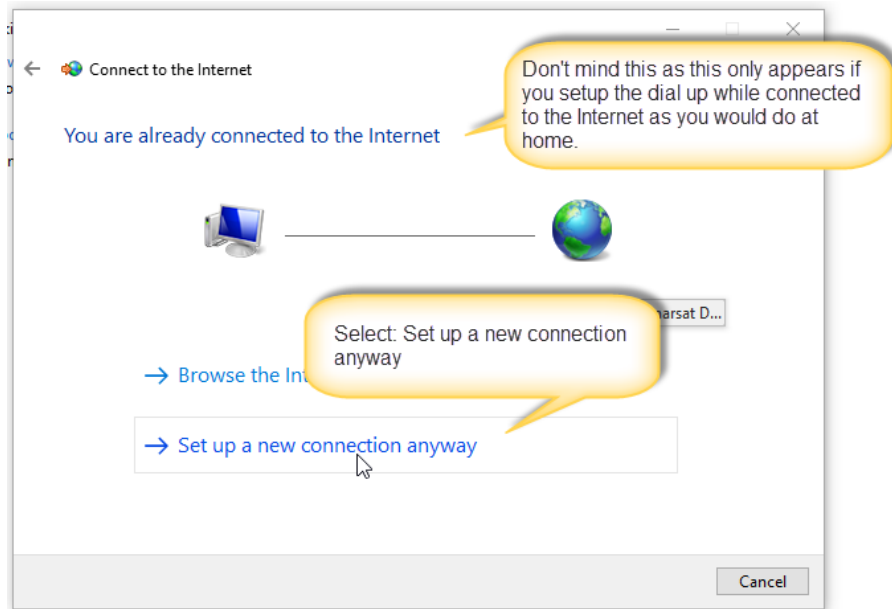 Connect to the Internet
Don't mind this as this only appears if
you setup the dial up while connected
to the Internet as you would do at
home.
You are already connected to the Internet
arsat D...
Select: Set up a new connection
anyway
Browse the In
Set up a new connection anyway
Cancel